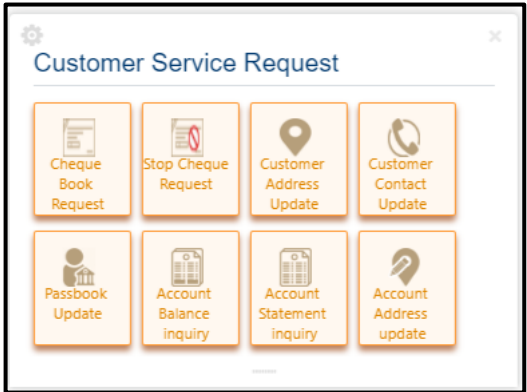 Customer Service Request
Cheque
Book
Request
Stop Cheque
Request
Customer
Address
Update
Customer
Contact
Update
Passbook
Update
Account
Balance
inquiry
Account
Statement
inquiry
Account
Address
update